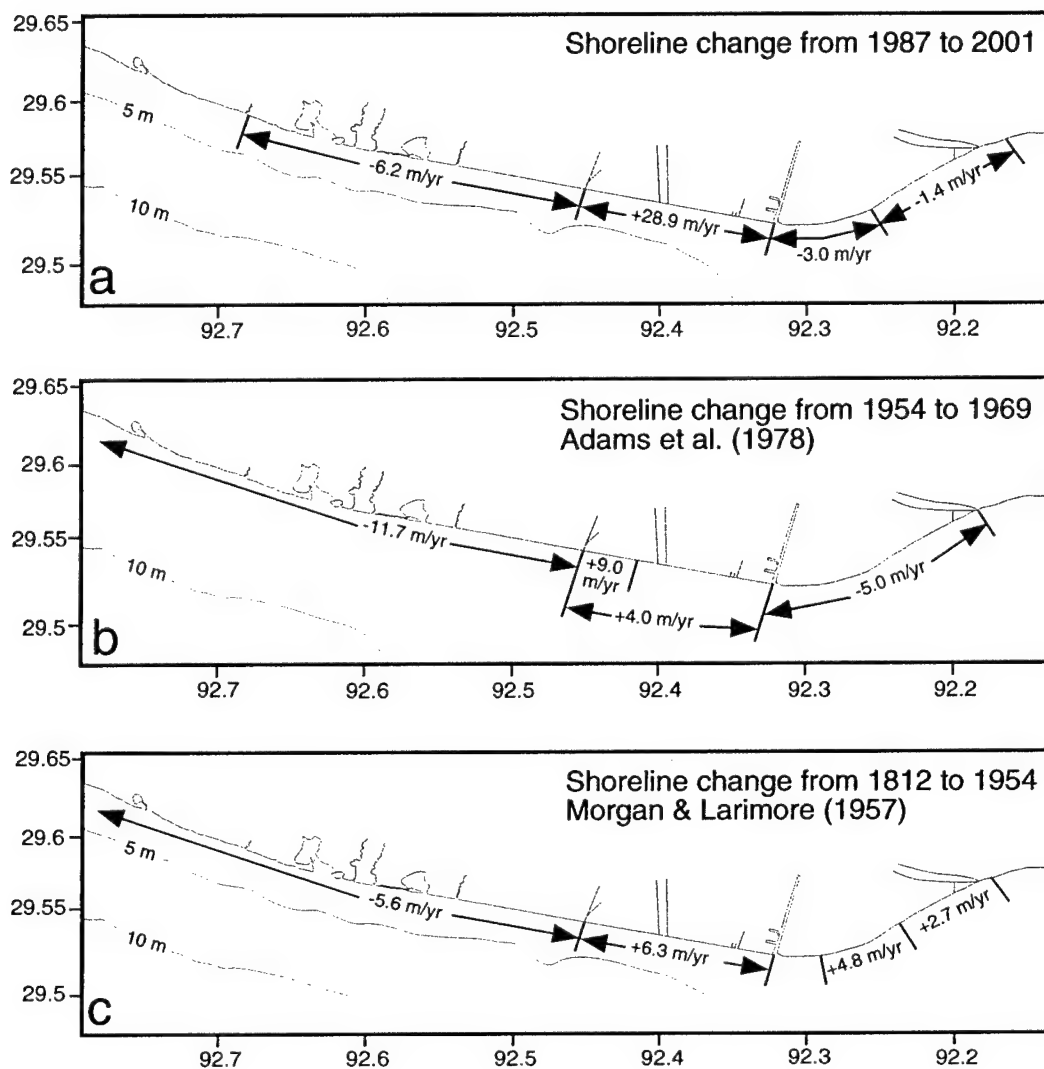 29.65
Shoreline change from 1987 to 2001
29.6
5 m
-6.2 m/yr
-1.4 m/yr
29.55
10 m
+28.9 m/yr
-3.0 m/yr
29.5
a
92.7 92.6 92.5 92.4 92.3 92.2
29.65
Shoreline change from 1954 to 1969
Adams et al. (1978)
29.6
-11.7 m/yr
29.55
10 m
+9.0
m/yr
-5.0 m/yr
+4.0 m/yr
29.5
b
92.7 92.6 92.5 92.4 92.3 92.2
29.65
Shoreline change from 1812 to 1954
Morgan & Larimore (1957)
29.6
5 m
-5.6 m/yr
29.55
10 m
+6.3 m/yr
+4.8 m/yr
+2.7 m/yr
29.5
c
92.7 92.6 92.5 92.4 92.3 92.2